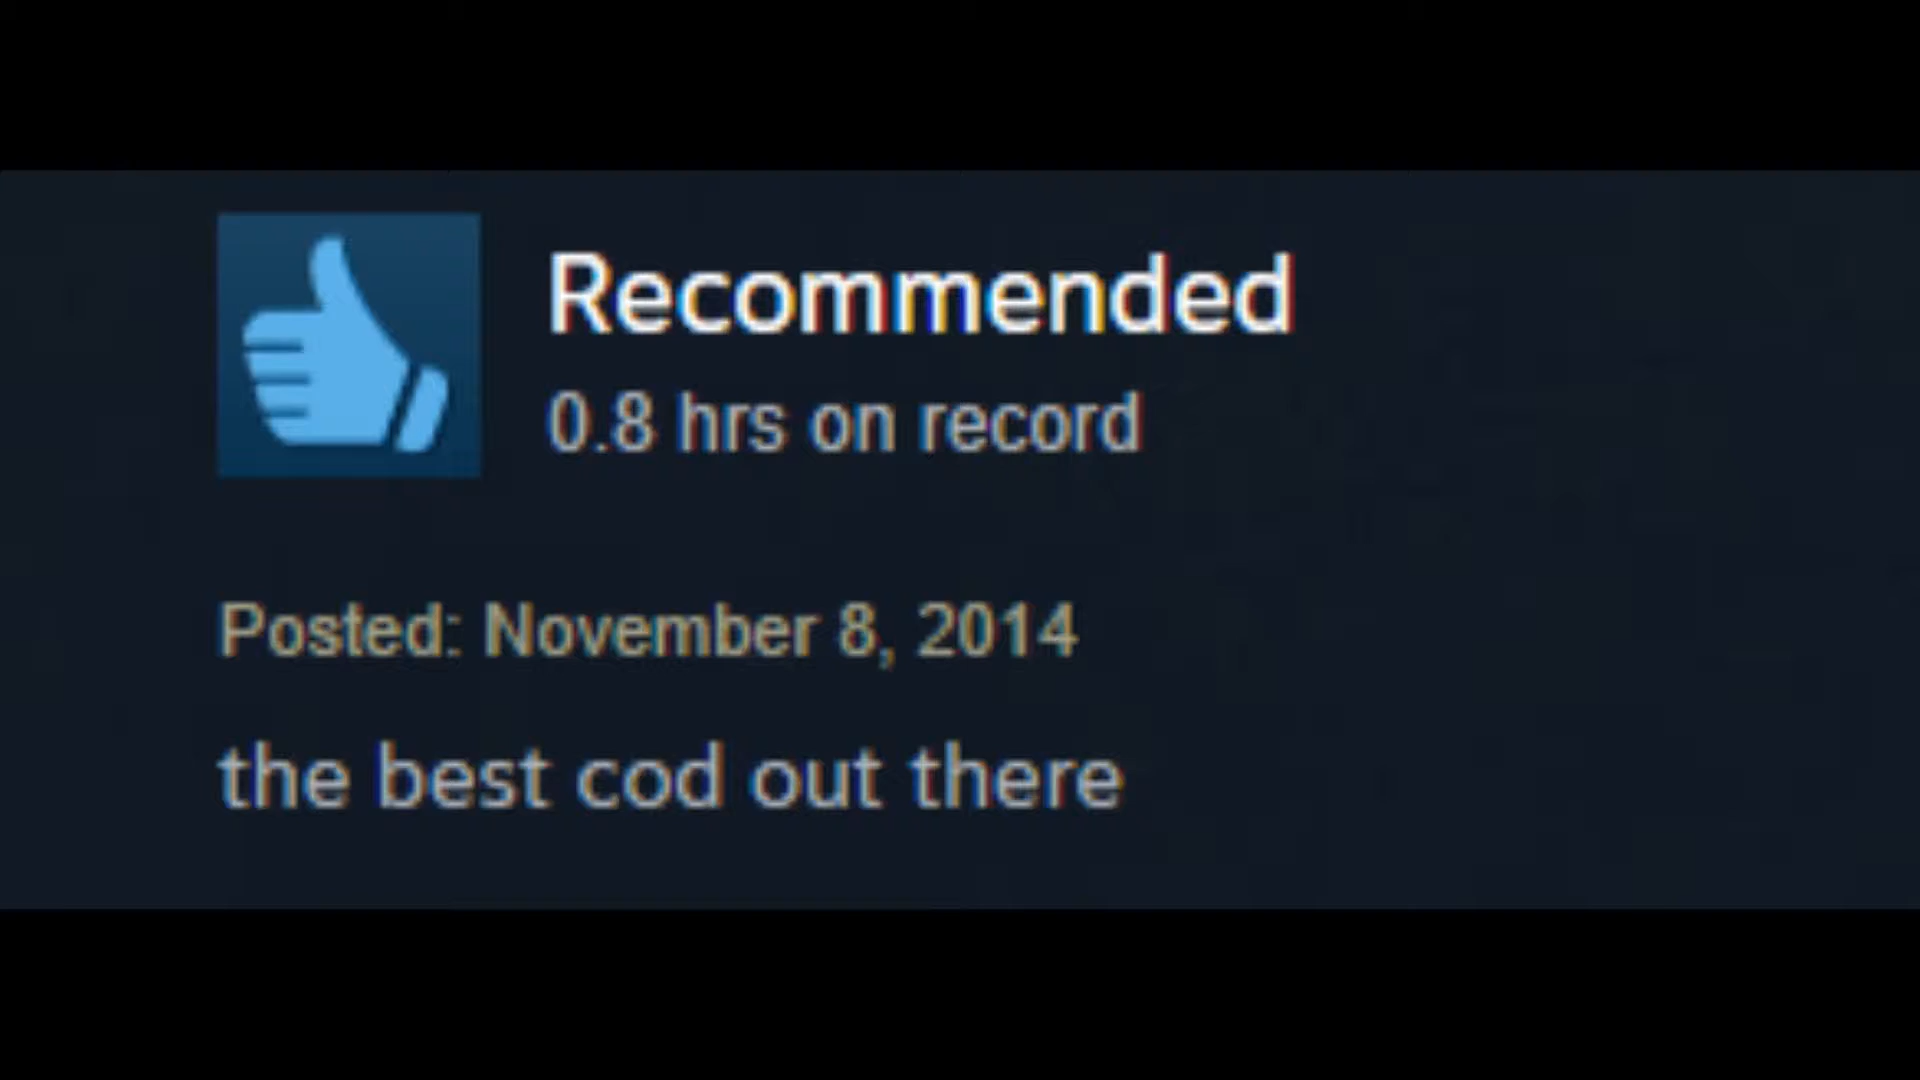 Recommended
0.8 hrs on record
Posted: November 8, 2014
the best cod out there